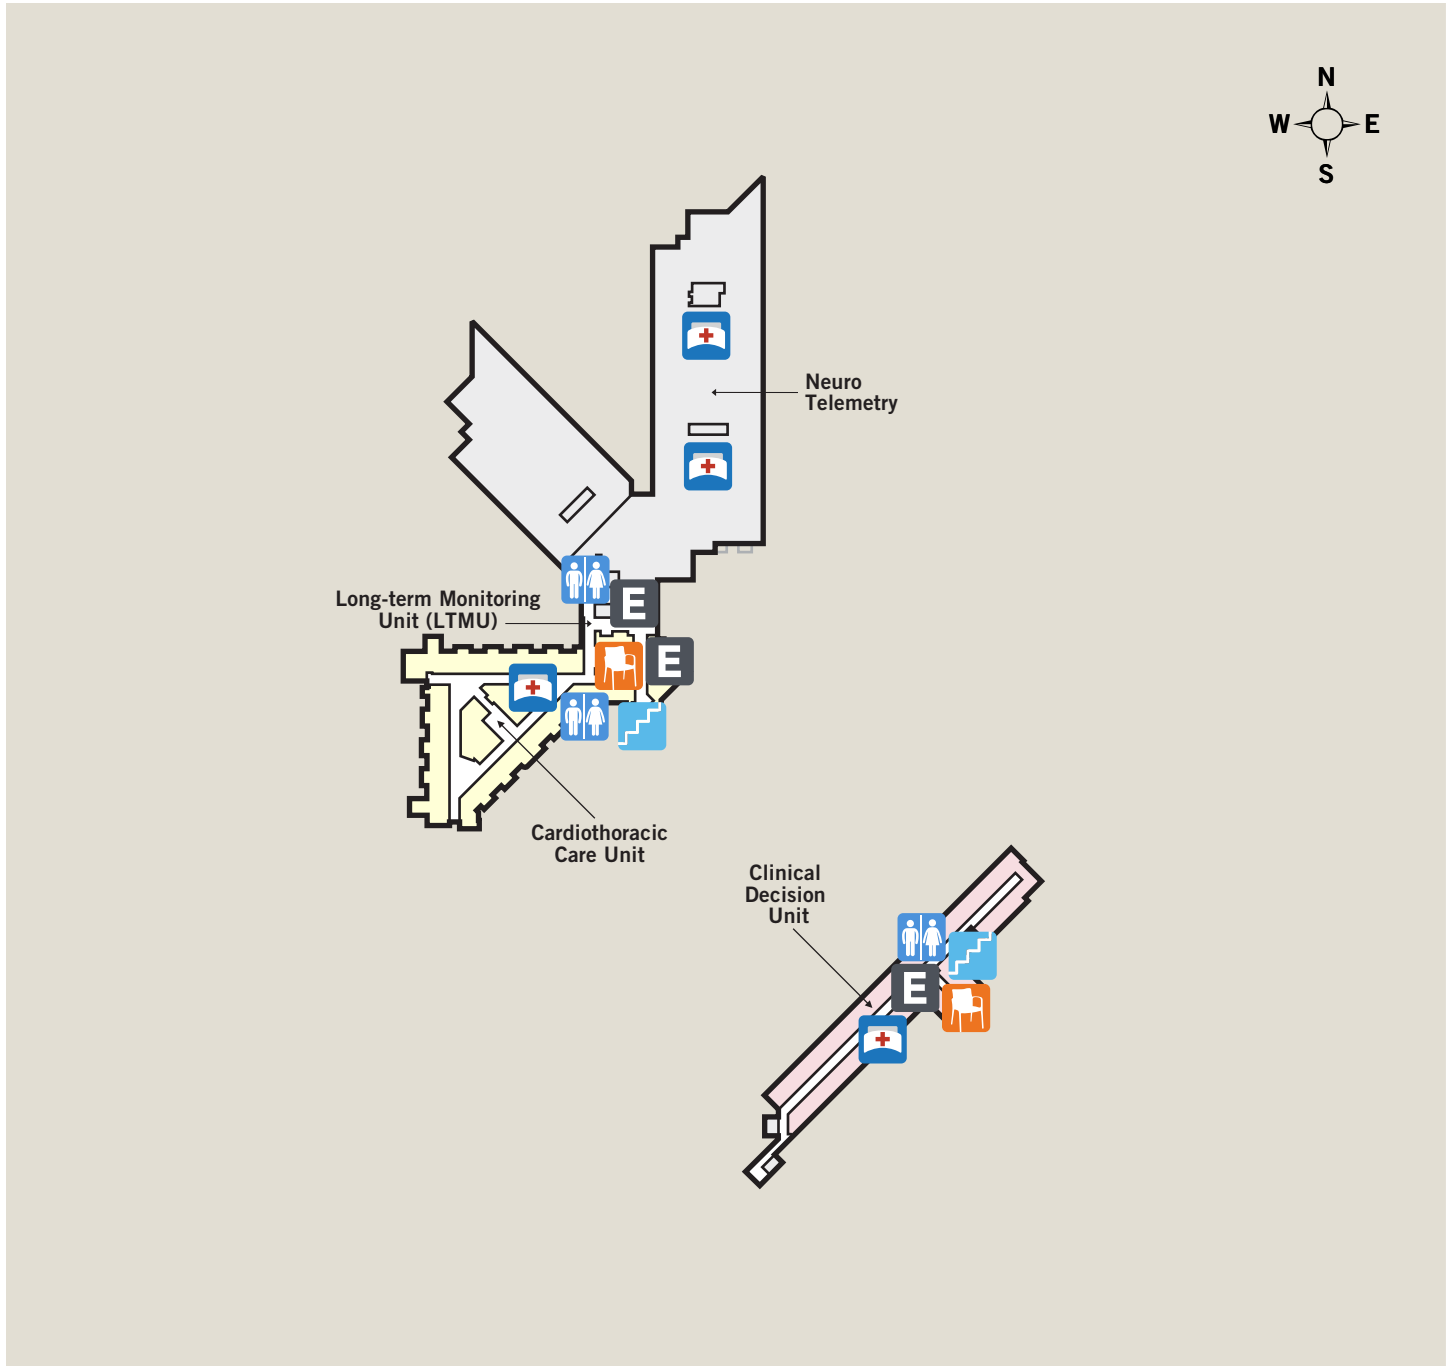 N
W E
S
Neuro
Telemetry
E
Long-term Monitoring
Unit (LTMU)
E
Cardiothoracic
Care Unit
Clinical
Decision
Unit
E